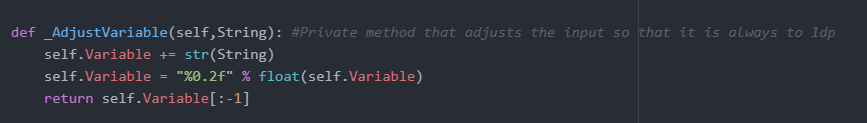 def _AdjustVariable(self,String): #Private method that adjusts the input so that it is always to 1dp
    self.Variable += str(String)
    self.Variable = "%0.2f" % float(self.Variable)
    return self.Variable[:-1]